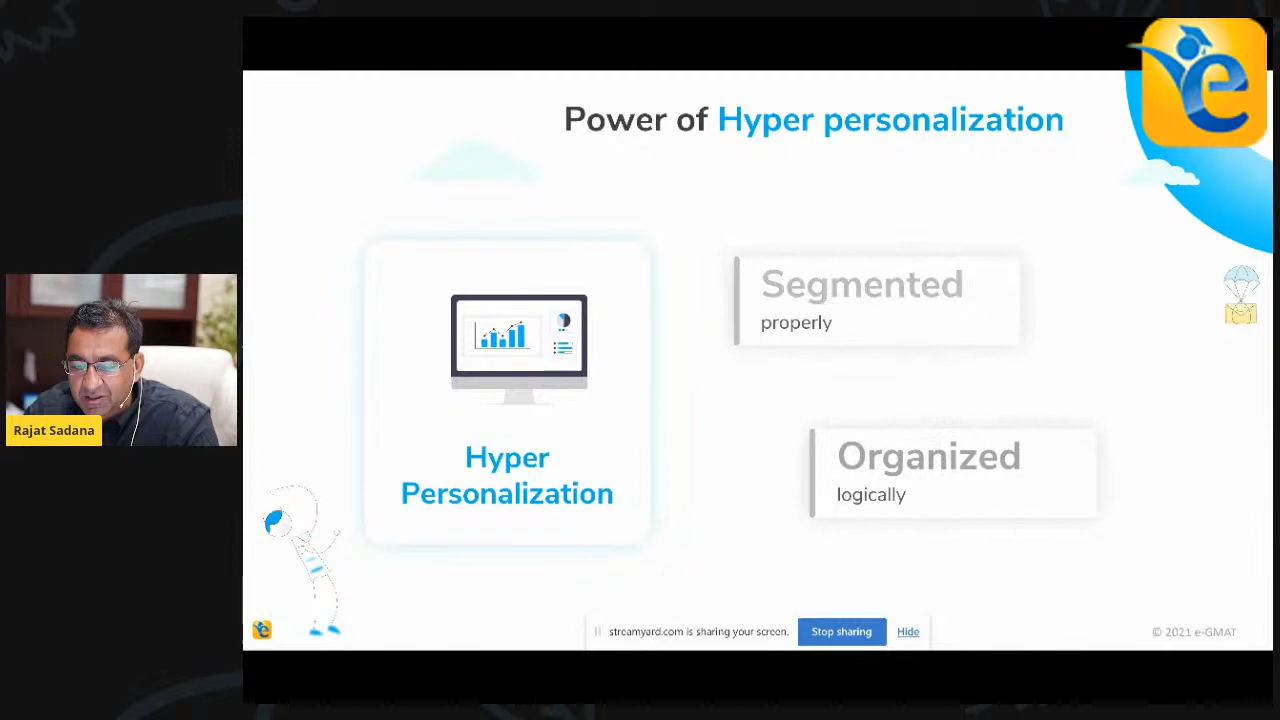 Power of Hyper personalization
Segmented
properly
Hyper
Personalization
Organized
logically
Rajat Sadana
streamyard.com is sharing your screen.
Stop sharing
Hide
© 2021 e-GMAT